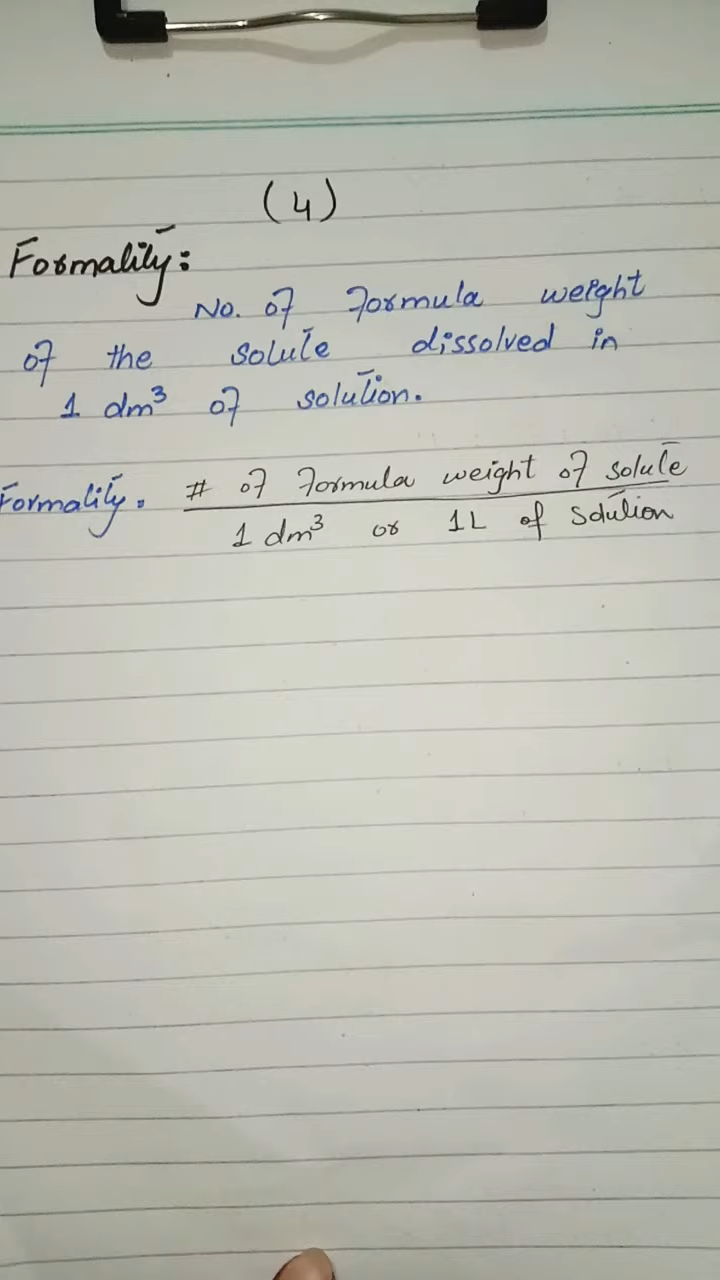 (4)
Formality:
No. of formula weight
of the solute dissolved in
1 dm³ of solution.
Formality = # of formula weight of solute
1 dm³ or 1L of solution